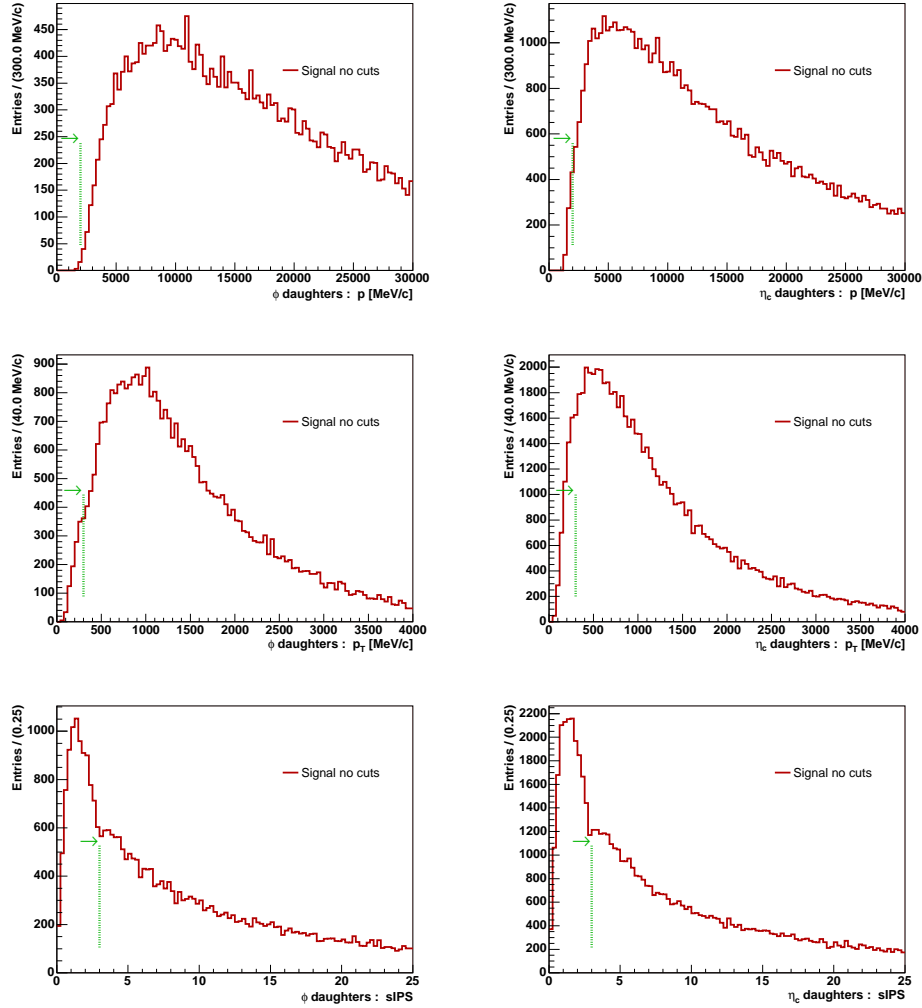 Entries / (300.0 MeV/c)
450
400
350
300
250
200
150
100
50
0
Signal no cuts
0 5000 10000 15000 20000 25000 30000
ϕ daughters : p [MeV/c]
Entries / (300.0 MeV/c)
1000
800
600
400
200
0
Signal no cuts
0 5000 10000 15000 20000 25000 30000
η_c daughters : p [MeV/c]
Entries / (40.0 MeV/c)
900
800
700
600
500
400
300
200
100
0
Signal no cuts
0 500 1000 1500 2000 2500 3000 3500 4000
ϕ daughters : p_T [MeV/c]
Entries / (40.0 MeV/c)
2000
1800
1600
1400
1200
1000
800
600
400
200
0
Signal no cuts
0 500 1000 1500 2000 2500 3000 3500 4000
η_c daughters : p_T [MeV/c]
Entries / (0.25)
1000
800
600
400
200
0
Signal no cuts
0 5 10 15 20 25
ϕ daughters : sIPS
Entries / (0.25)
2200
2000
1800
1600
1400
1200
1000
800
600
400
200
0
Signal no cuts
0 5 10 15 20 25
η_c daughters : sIPS